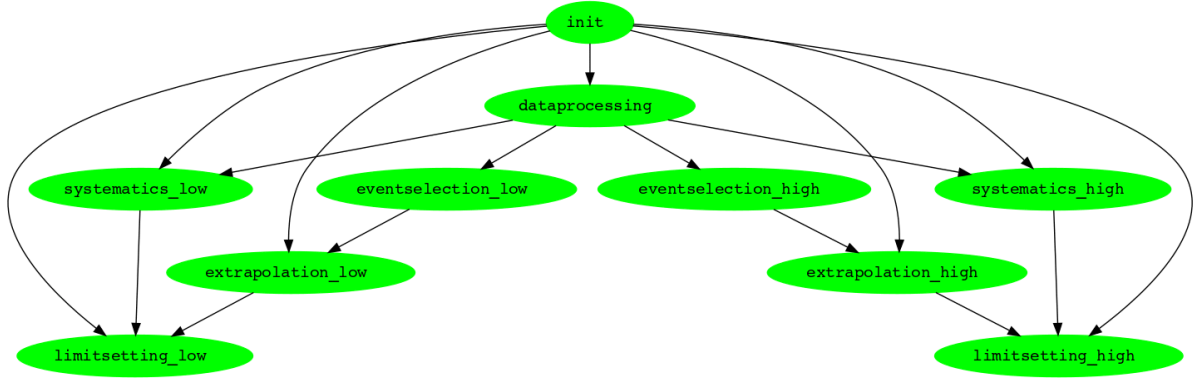 init
dataprocessing
systematics_low
eventselection_low
eventselection_high
systematics_high
extrapolation_low
extrapolation_high
limitsetting_low
limitsetting_high